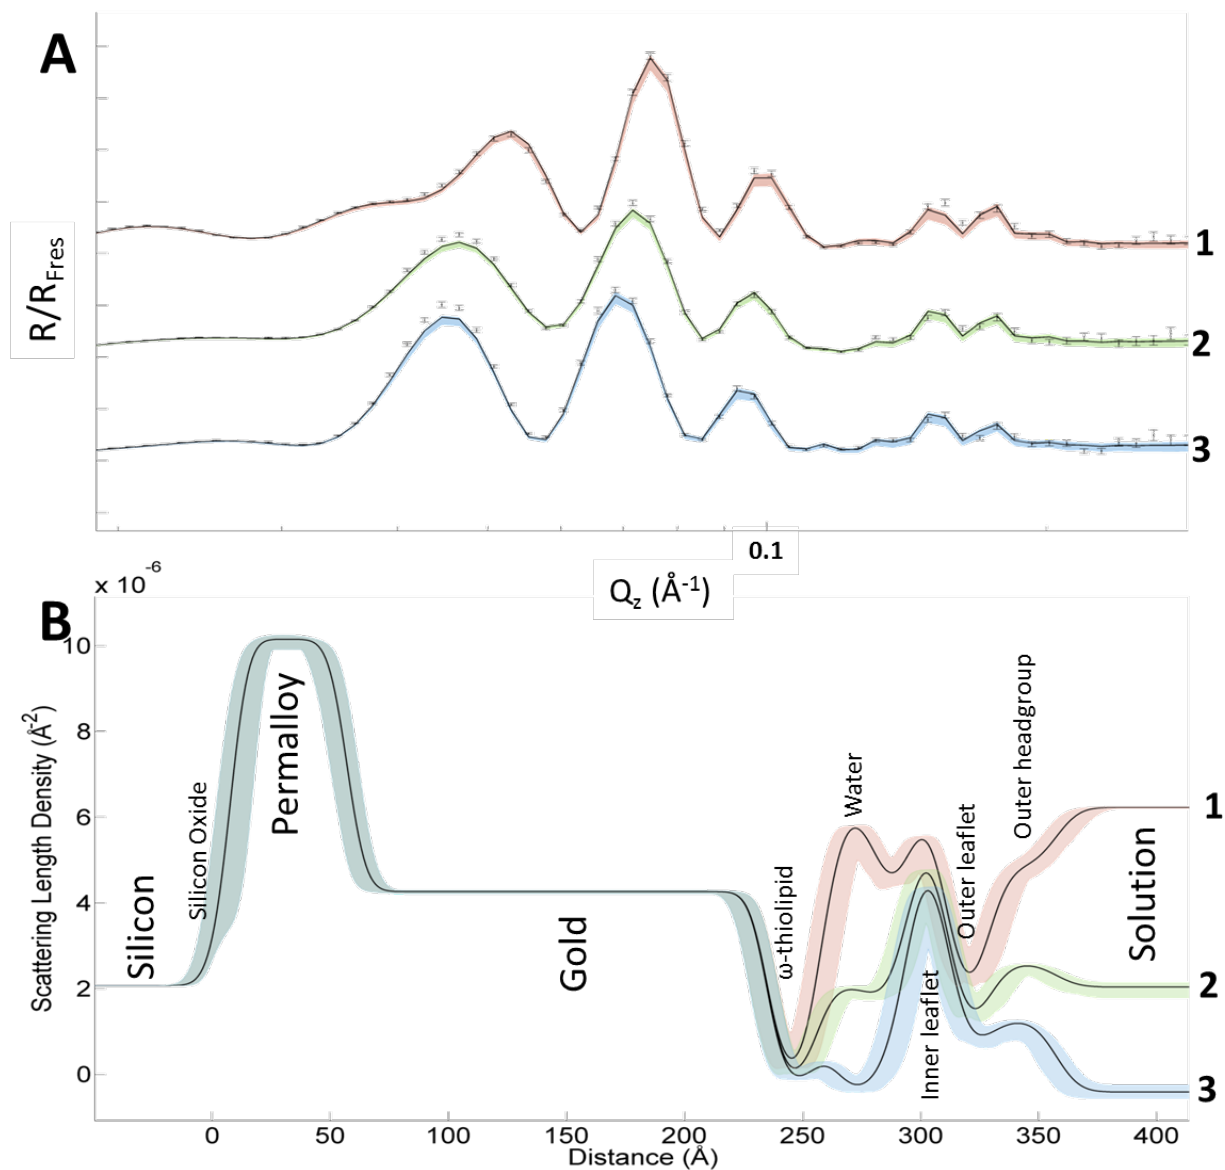 A
R/R_Fres
1
2
3
0.1
Q_z (Å^-1)
x 10^-6
B
Scattering Length Density (Å^-2)
10
8
6
4
2
0
Silicon
Silicon Oxide
Permalloy
Gold
ω-thiolipid
Water
Inner leaflet
Outer leaflet
Outer headgroup
Solution
1
2
3
0
50
100
150
200
250
300
350
400
Distance (Å)